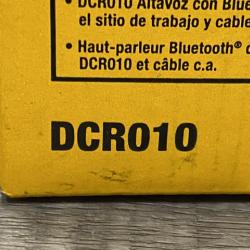 • DCR010 Altavoz con Blue
el sitio de trabajo y cable
• Haut-parleur Bluetooth®
DCR010 et câble c.a.
DCR010